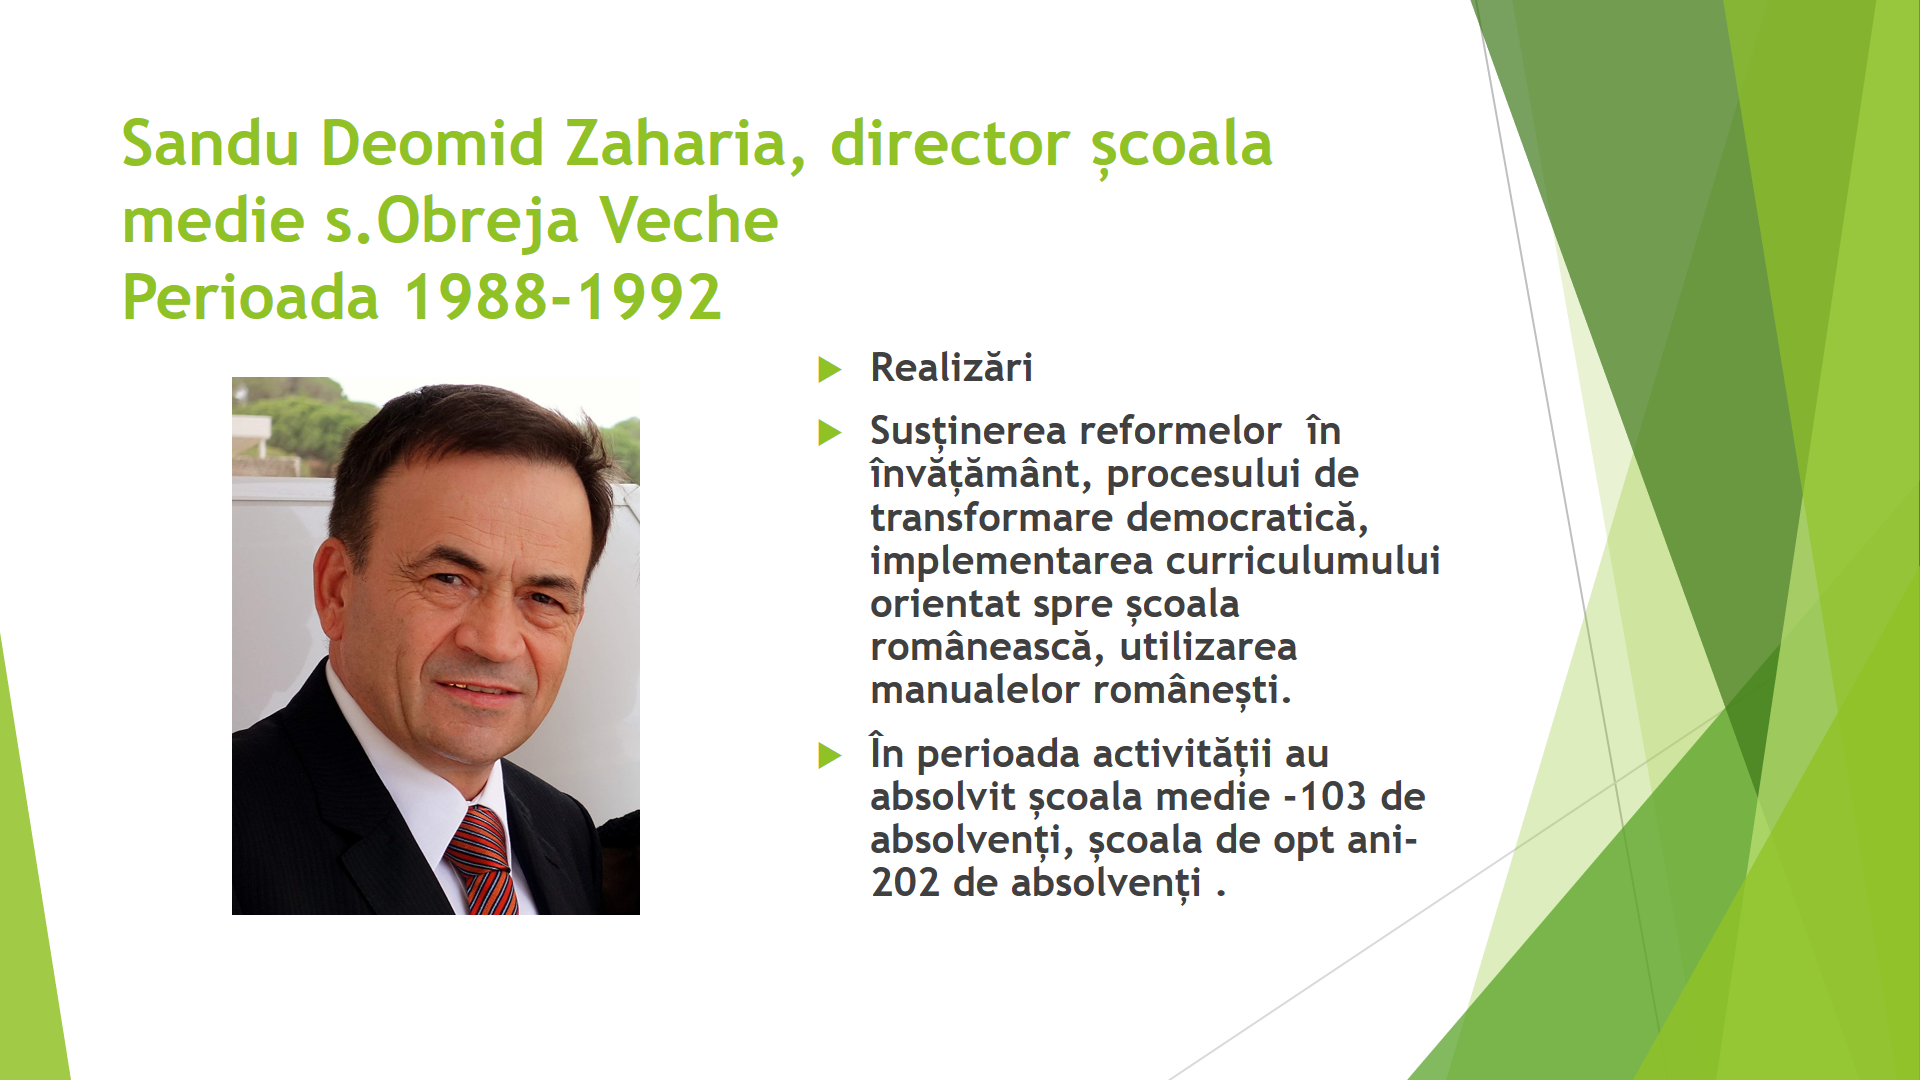 Sandu Deomid Zaharia, director școala
medie s.Obreja Veche
Perioada 1988-1992
Realizări
Susținerea reformelor  în
învățământ, procesului de
transformare democratică,
implementarea curriculumului
orientat spre școala
românească, utilizarea
manualelor românești.
În perioada activității au
absolvit școala medie -103 de
absolvenți, școala de opt ani-
202 de absolvenți .